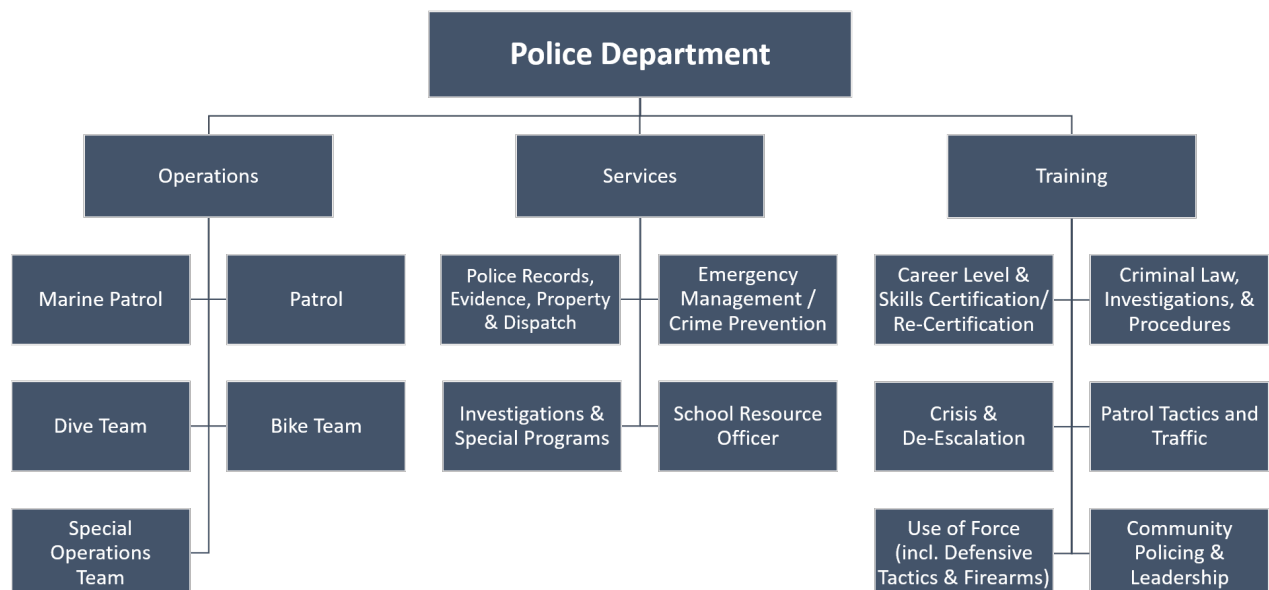 Police Department
Operations
Services
Training
Marine Patrol
Patrol
Police Records,
Evidence, Property
& Dispatch
Emergency
Management /
Crime Prevention
Career Level &
Skills Certification/
Re-Certification
Criminal Law,
Investigations, &
Procedures
Dive Team
Bike Team
Investigations &
Special Programs
School Resource
Officer
Crisis &
De-Escalation
Patrol Tactics and
Traffic
Special
Operations
Team
Use of Force
(incl. Defensive
Tactics & Firearms)
Community
Policing &
Leadership